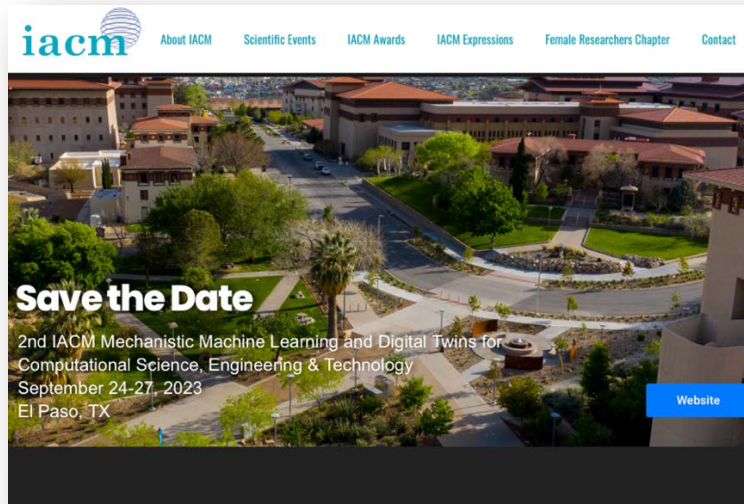 iacm
About IACM Scientific Events IACM Awards IACM Expressions Female Researchers Chapter Contact
Save the Date
2nd IACM Mechanistic Machine Learning and Digital Twins for
Computational Science, Engineering & Technology
September 24-27, 2023
El Paso, TX
Website